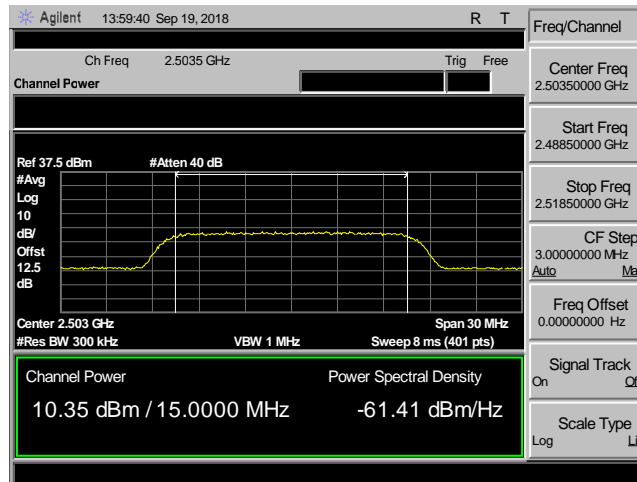 Agilent 13:59:40 Sep 19, 2018 R T
Freq/Channel
Ch Freq 2.5035 GHz Trig Free
Channel Power
Center Freq
2.50350000 GHz
Start Freq
2.48850000 GHz
Stop Freq
2.51850000 GHz
CF Step
3.00000000 MHz
Auto Ma
Freq Offset
0.00000000 Hz
Signal Track
On Of
Scale Type
Log Li
Ref 37.5 dBm #Atten 40 dB
#Avg
Log
10
dB/
Offst
12.5
dB
Center 2.503 GHz Span 30 MHz
#Res BW 300 kHz VBW 1 MHz Sweep 8 ms (401 pts)
Channel Power Power Spectral Density
10.35 dBm / 15.0000 MHz -61.41 dBm/Hz